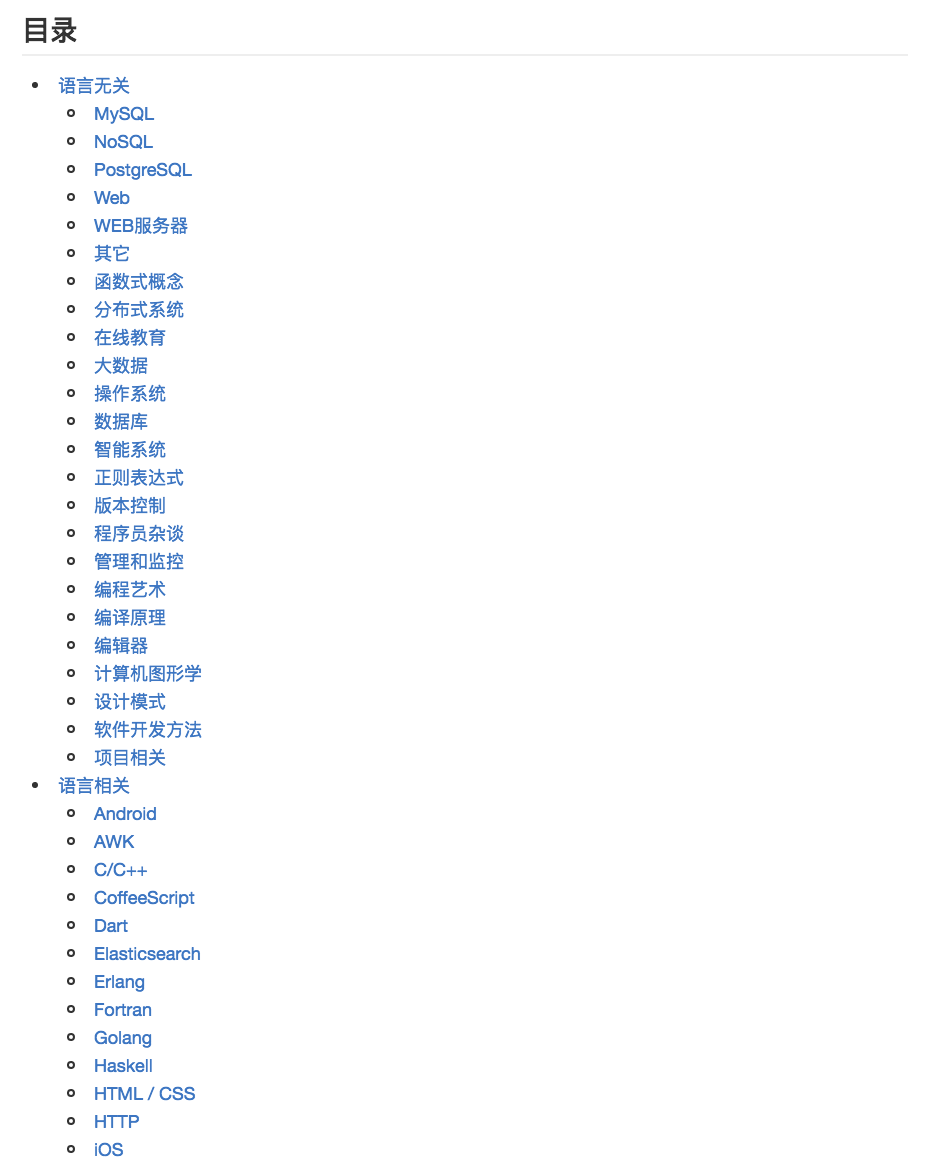 目录
语言无关
MySQL
NoSQL
PostgreSQL
Web
WEB服务器
其它
函数式概念
分布式系统
在线教育
大数据
操作系统
数据库
智能系统
正则表达式
版本控制
程序员杂谈
管理和监控
编程艺术
编译原理
编辑器
计算机图形学
设计模式
软件开发方法
项目相关
语言相关
Android
AWK
C/C++
CoffeeScript
Dart
Elasticsearch
Erlang
Fortran
Golang
Haskell
HTML / CSS
HTTP
iOS